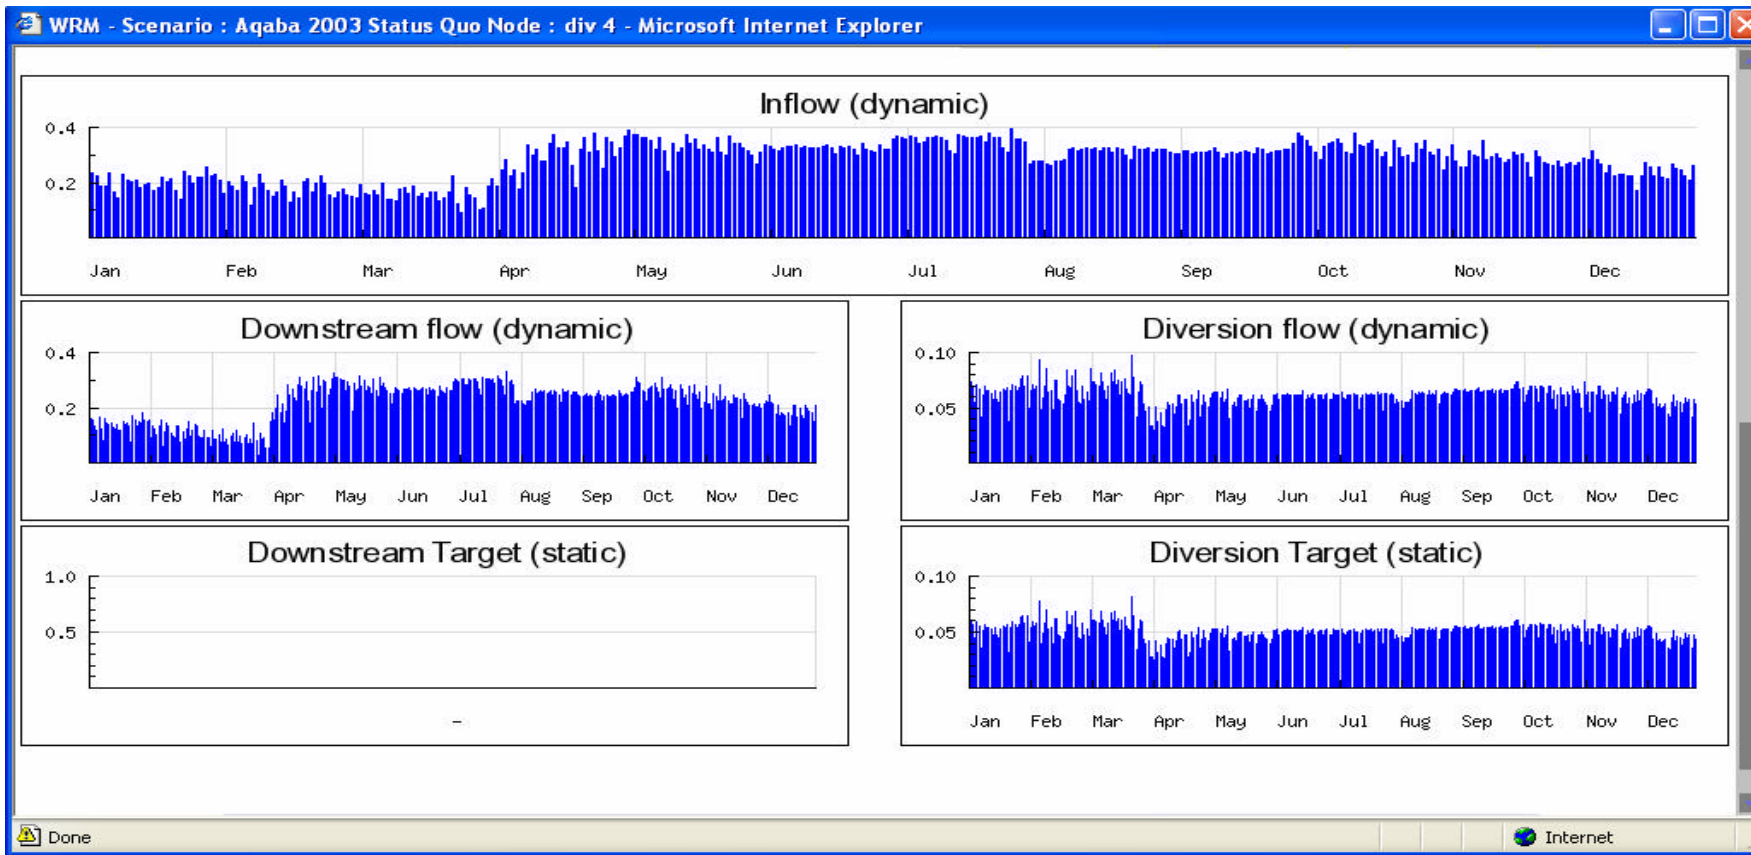 WRM - Scenario : Aqaba 2003 Status Quo Node : div 4 - Microsoft Internet Explorer
Inflow (dynamic)
0.4
0.2
Jan Feb Mar Apr May Jun Jul Aug Sep Oct Nov Dec
Downstream flow (dynamic)
0.4
0.2
Jan Feb Mar Apr May Jun Jul Aug Sep Oct Nov Dec
Diversion flow (dynamic)
0.10
0.05
Jan Feb Mar Apr May Jun Jul Aug Sep Oct Nov Dec
Downstream Target (static)
1.0
0.5
-
Diversion Target (static)
0.10
0.05
Jan Feb Mar Apr May Jun Jul Aug Sep Oct Nov Dec
Done Internet